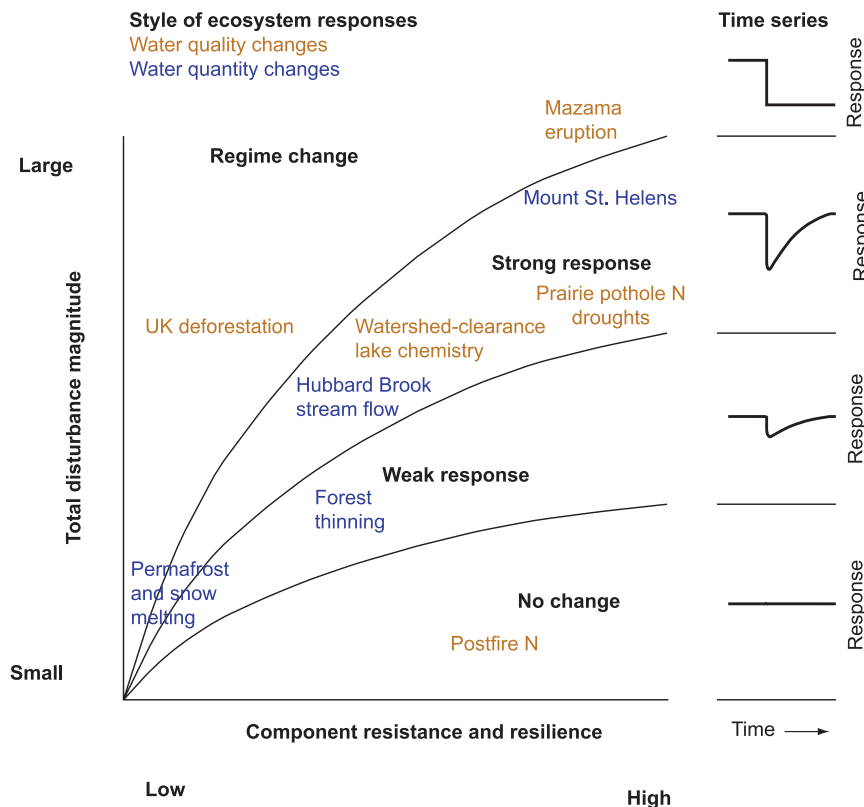 Style of ecosystem responses
Water quality changes
Water quantity changes
Time series
Response
Mazama
eruption
Large
Regime change
Mount St. Helens
Response
Strong response
Prairie pothole N
droughts
UK deforestation
Watershed-clearance
lake chemistry
Hubbard Brook
stream flow
Total disturbance magnitude
Response
Weak response
Forest
thinning
Permafrost
and snow
melting
No change
Response
Postfire N
Small
Component resistance and resilience
Time
Low
High